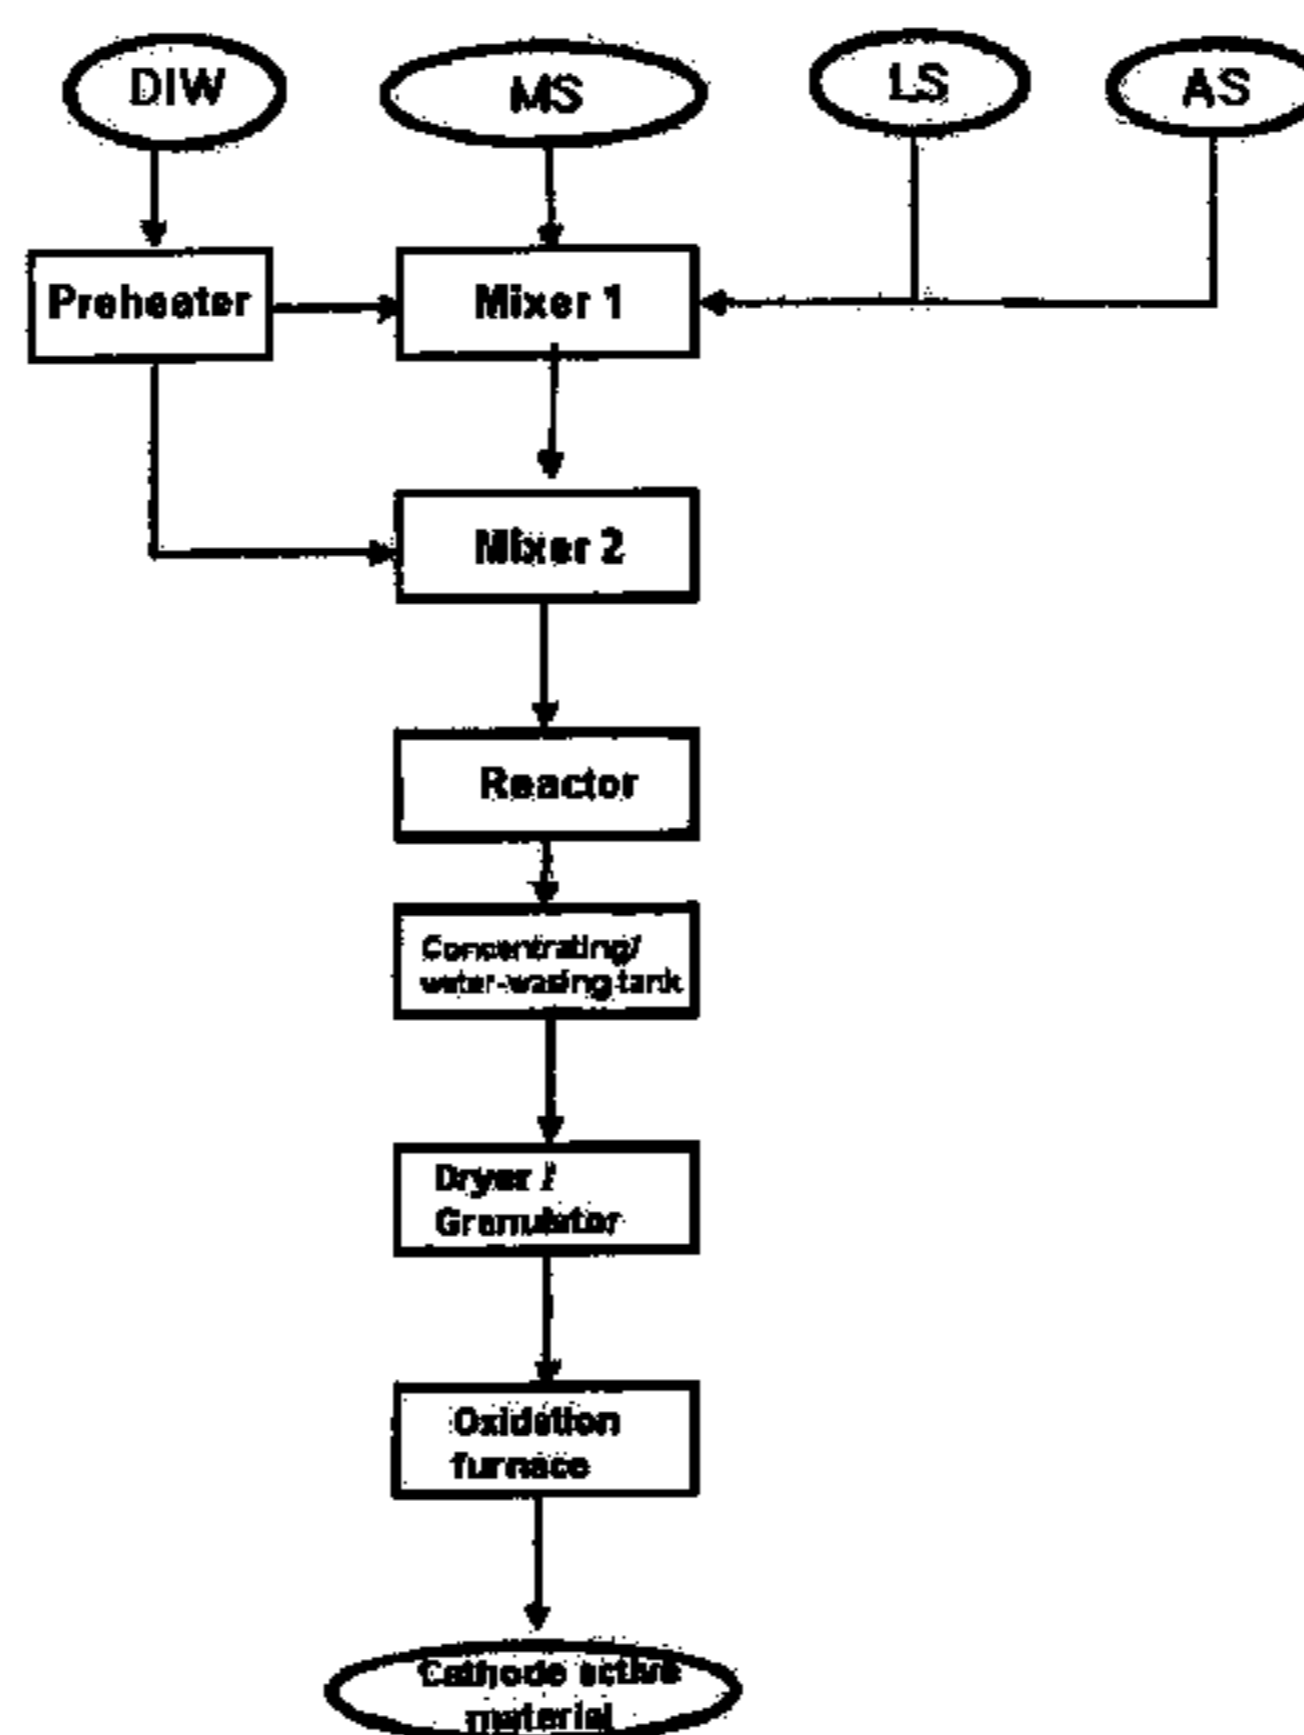 DIW
MS
LS
AS
Preheater
Mixer 1
Mixer 2
Reactor
Concentrating/
water-wasing tank
Dryer /
Granulator
Oxidation
furnace
Cathode active
material